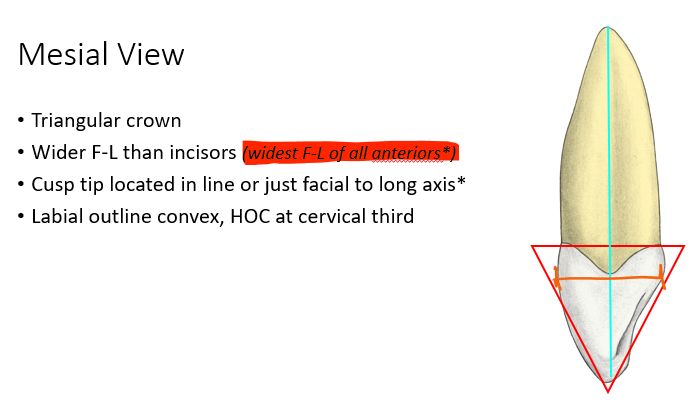 Mesial View
• Triangular crown
• Wider F-L than incisors (widest F-L of all anteriors*)
• Cusp tip located in line or just facial to long axis*
• Labial outline convex, HOC at cervical third